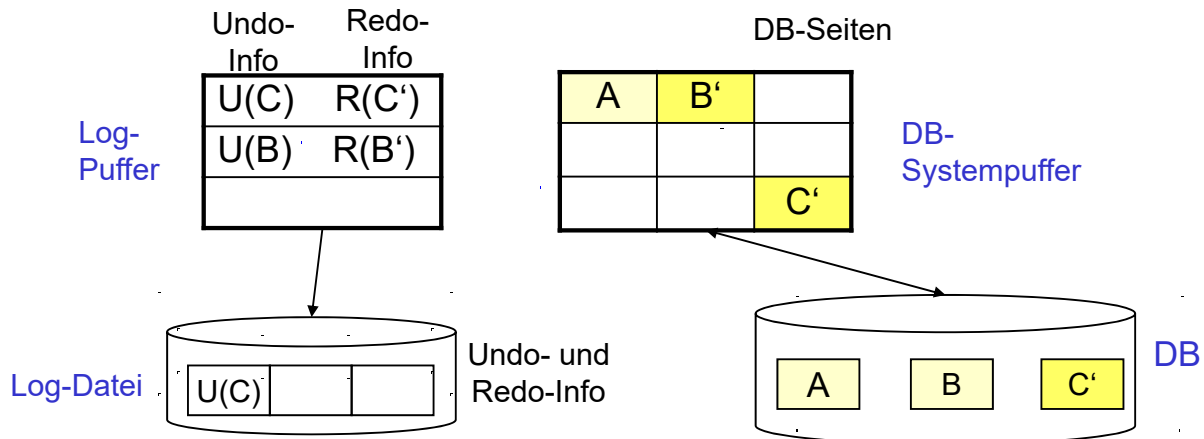 Undo-
Info
Redo-
Info
DB-Seiten
U(C) R(C‘)
U(B) R(B‘)
Log-
Puffer
A B‘
C‘
DB-
Systempuffer
Log-Datei
U(C)
Undo- und
Redo-Info
A B C‘
DB